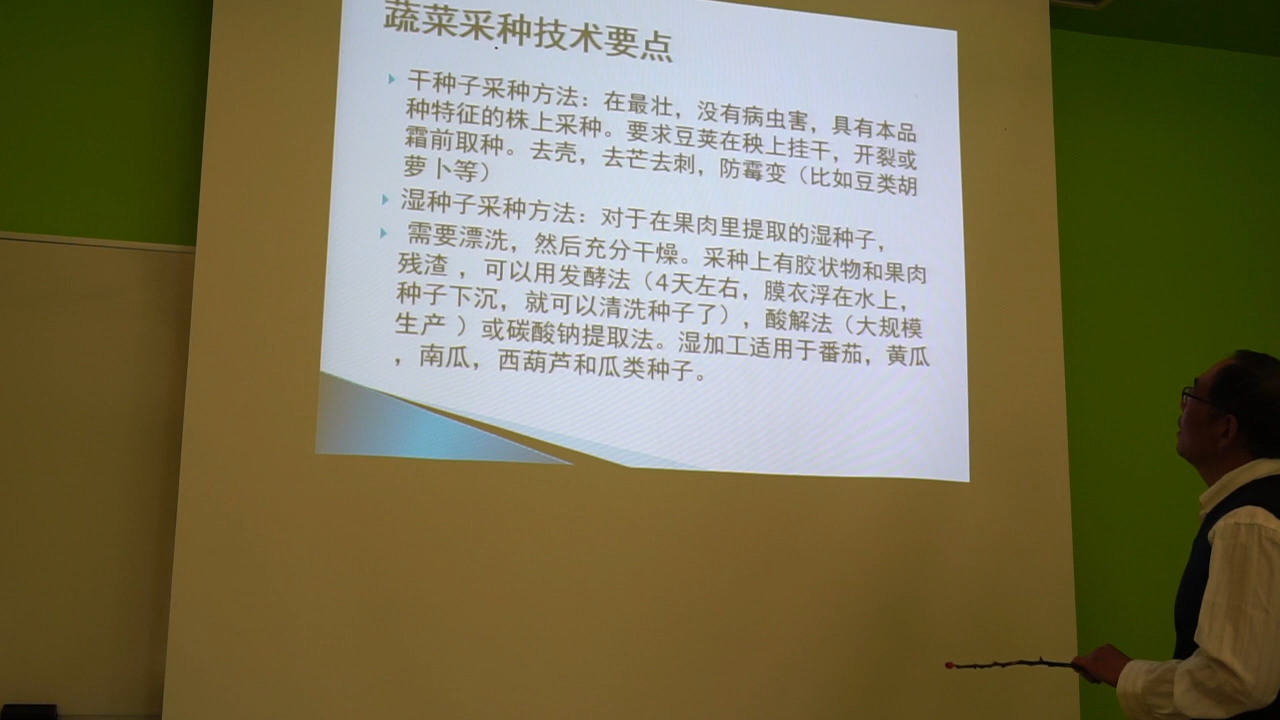 蔬菜采种技术要点
干种子采种方法：在最壮，没有病虫害，具有本品
种特征的株上采种。要求豆荚在秧上挂干，开裂或
霜前取种。去壳，去芒去刺，防霉变（比如豆类胡
萝卜等）
湿种子采种方法：对于在果肉里提取的湿种子，
需要漂洗，然后充分干燥。采种上有胶状物和果肉
残渣 ，可以用发酵法（4天左右，膜衣浮在水上，
种子下沉，就可以清洗种子了），酸解法（大规模
生产 ）或碳酸钠提取法。湿加工适用于番茄，黄瓜
，南瓜，西葫芦和瓜类种子。